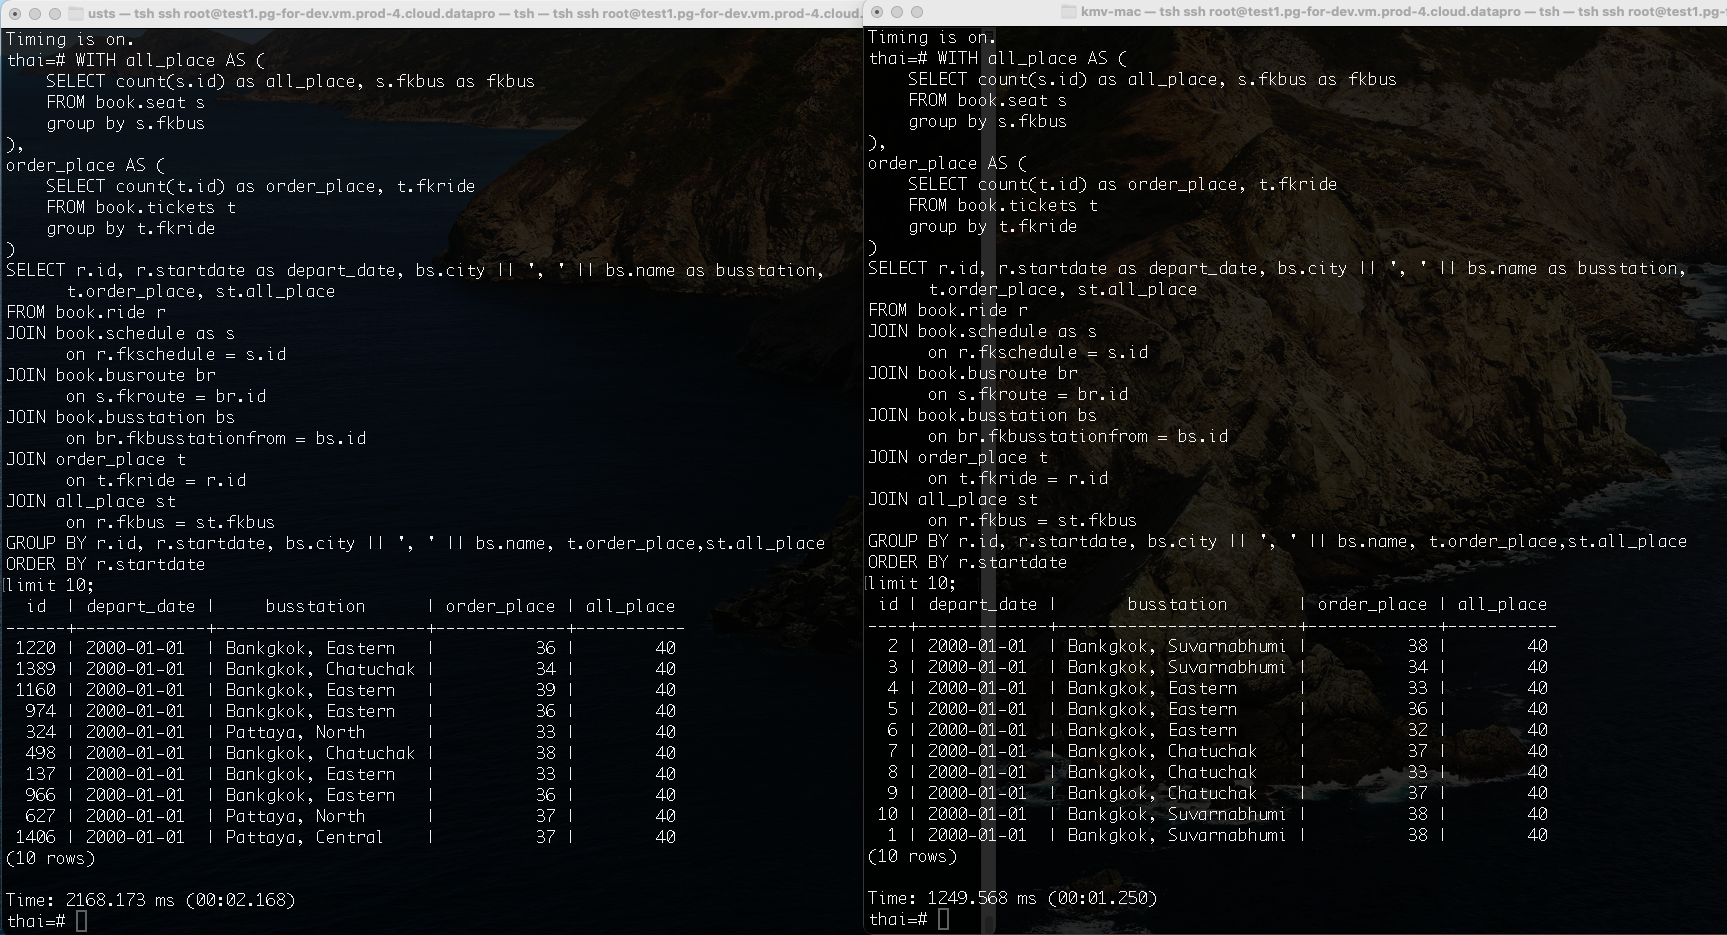 usts — tsh ssh root@test1.pg-for-dev.vm.prod-4.cloud.datapro — tsh — tsh ssh root@test1.pg-for-dev.vm.prod-4.cloud.
Timing is on.
thai=# WITH all_place AS (
    SELECT count(s.id) as all_place, s.fkbus as fkbus
    FROM book.seat s
    group by s.fkbus
),
order_place AS (
    SELECT count(t.id) as order_place, t.fkride
    FROM book.tickets t
    group by t.fkride
)
SELECT r.id, r.startdate as depart_date, bs.city || ', ' || bs.name as busstation,
      t.order_place, st.all_place
FROM book.ride r
JOIN book.schedule as s
      on r.fkschedule = s.id
JOIN book.busroute br
      on s.fkroute = br.id
JOIN book.busstation bs
      on br.fkbusstationfrom = bs.id
JOIN order_place t
      on t.fkride = r.id
JOIN all_place st
      on r.fkbus = st.fkbus
GROUP BY r.id, r.startdate, bs.city || ', ' || bs.name, t.order_place,st.all_place
ORDER BY r.startdate
limit 10;
  id  | depart_date |     busstation      | order_place | all_place
------+-------------+---------------------+-------------+-----------
 1220 | 2000-01-01  | Bankgkok, Eastern   |          36 |        40
 1389 | 2000-01-01  | Bankgkok, Chatuchak |          34 |        40
 1160 | 2000-01-01  | Bankgkok, Eastern   |          39 |        40
  974 | 2000-01-01  | Bankgkok, Eastern   |          36 |        40
  324 | 2000-01-01  | Pattaya, North      |          33 |        40
  498 | 2000-01-01  | Bankgkok, Chatuchak |          38 |        40
  137 | 2000-01-01  | Bankgkok, Eastern   |          33 |        40
  966 | 2000-01-01  | Bankgkok, Eastern   |          36 |        40
  627 | 2000-01-01  | Pattaya, North      |          37 |        40
 1406 | 2000-01-01  | Pattaya, Central    |          37 |        40
(10 rows)
Time: 2168.173 ms (00:02.168)
thai=#
kmv-mac — tsh ssh root@test1.pg-for-dev.vm.prod-4.cloud.datapro — tsh — tsh ssh root@test1.pg-
Timing is on.
thai=# WITH all_place AS (
    SELECT count(s.id) as all_place, s.fkbus as fkbus
    FROM book.seat s
    group by s.fkbus
),
order_place AS (
    SELECT count(t.id) as order_place, t.fkride
    FROM book.tickets t
    group by t.fkride
)
SELECT r.id, r.startdate as depart_date, bs.city || ', ' || bs.name as busstation,
      t.order_place, st.all_place
FROM book.ride r
JOIN book.schedule as s
      on r.fkschedule = s.id
JOIN book.busroute br
      on s.fkroute = br.id
JOIN book.busstation bs
      on br.fkbusstationfrom = bs.id
JOIN order_place t
      on t.fkride = r.id
JOIN all_place st
      on r.fkbus = st.fkbus
GROUP BY r.id, r.startdate, bs.city || ', ' || bs.name, t.order_place,st.all_place
ORDER BY r.startdate
limit 10;
 id | depart_date |       busstation       | order_place | all_place
----+-------------+------------------------+-------------+-----------
  2 | 2000-01-01  | Bankgkok, Suvarnabhumi |          38 |        40
  3 | 2000-01-01  | Bankgkok, Suvarnabhumi |          34 |        40
  4 | 2000-01-01  | Bankgkok, Eastern      |          33 |        40
  5 | 2000-01-01  | Bankgkok, Eastern      |          36 |        40
  6 | 2000-01-01  | Bankgkok, Eastern      |          32 |        40
  7 | 2000-01-01  | Bankgkok, Chatuchak    |          37 |        40
  8 | 2000-01-01  | Bankgkok, Chatuchak    |          33 |        40
  9 | 2000-01-01  | Bankgkok, Chatuchak    |          37 |        40
 10 | 2000-01-01  | Bankgkok, Suvarnabhumi |          38 |        40
  1 | 2000-01-01  | Bankgkok, Suvarnabhumi |          38 |        40
(10 rows)
Time: 1249.568 ms (00:01.250)
thai=#